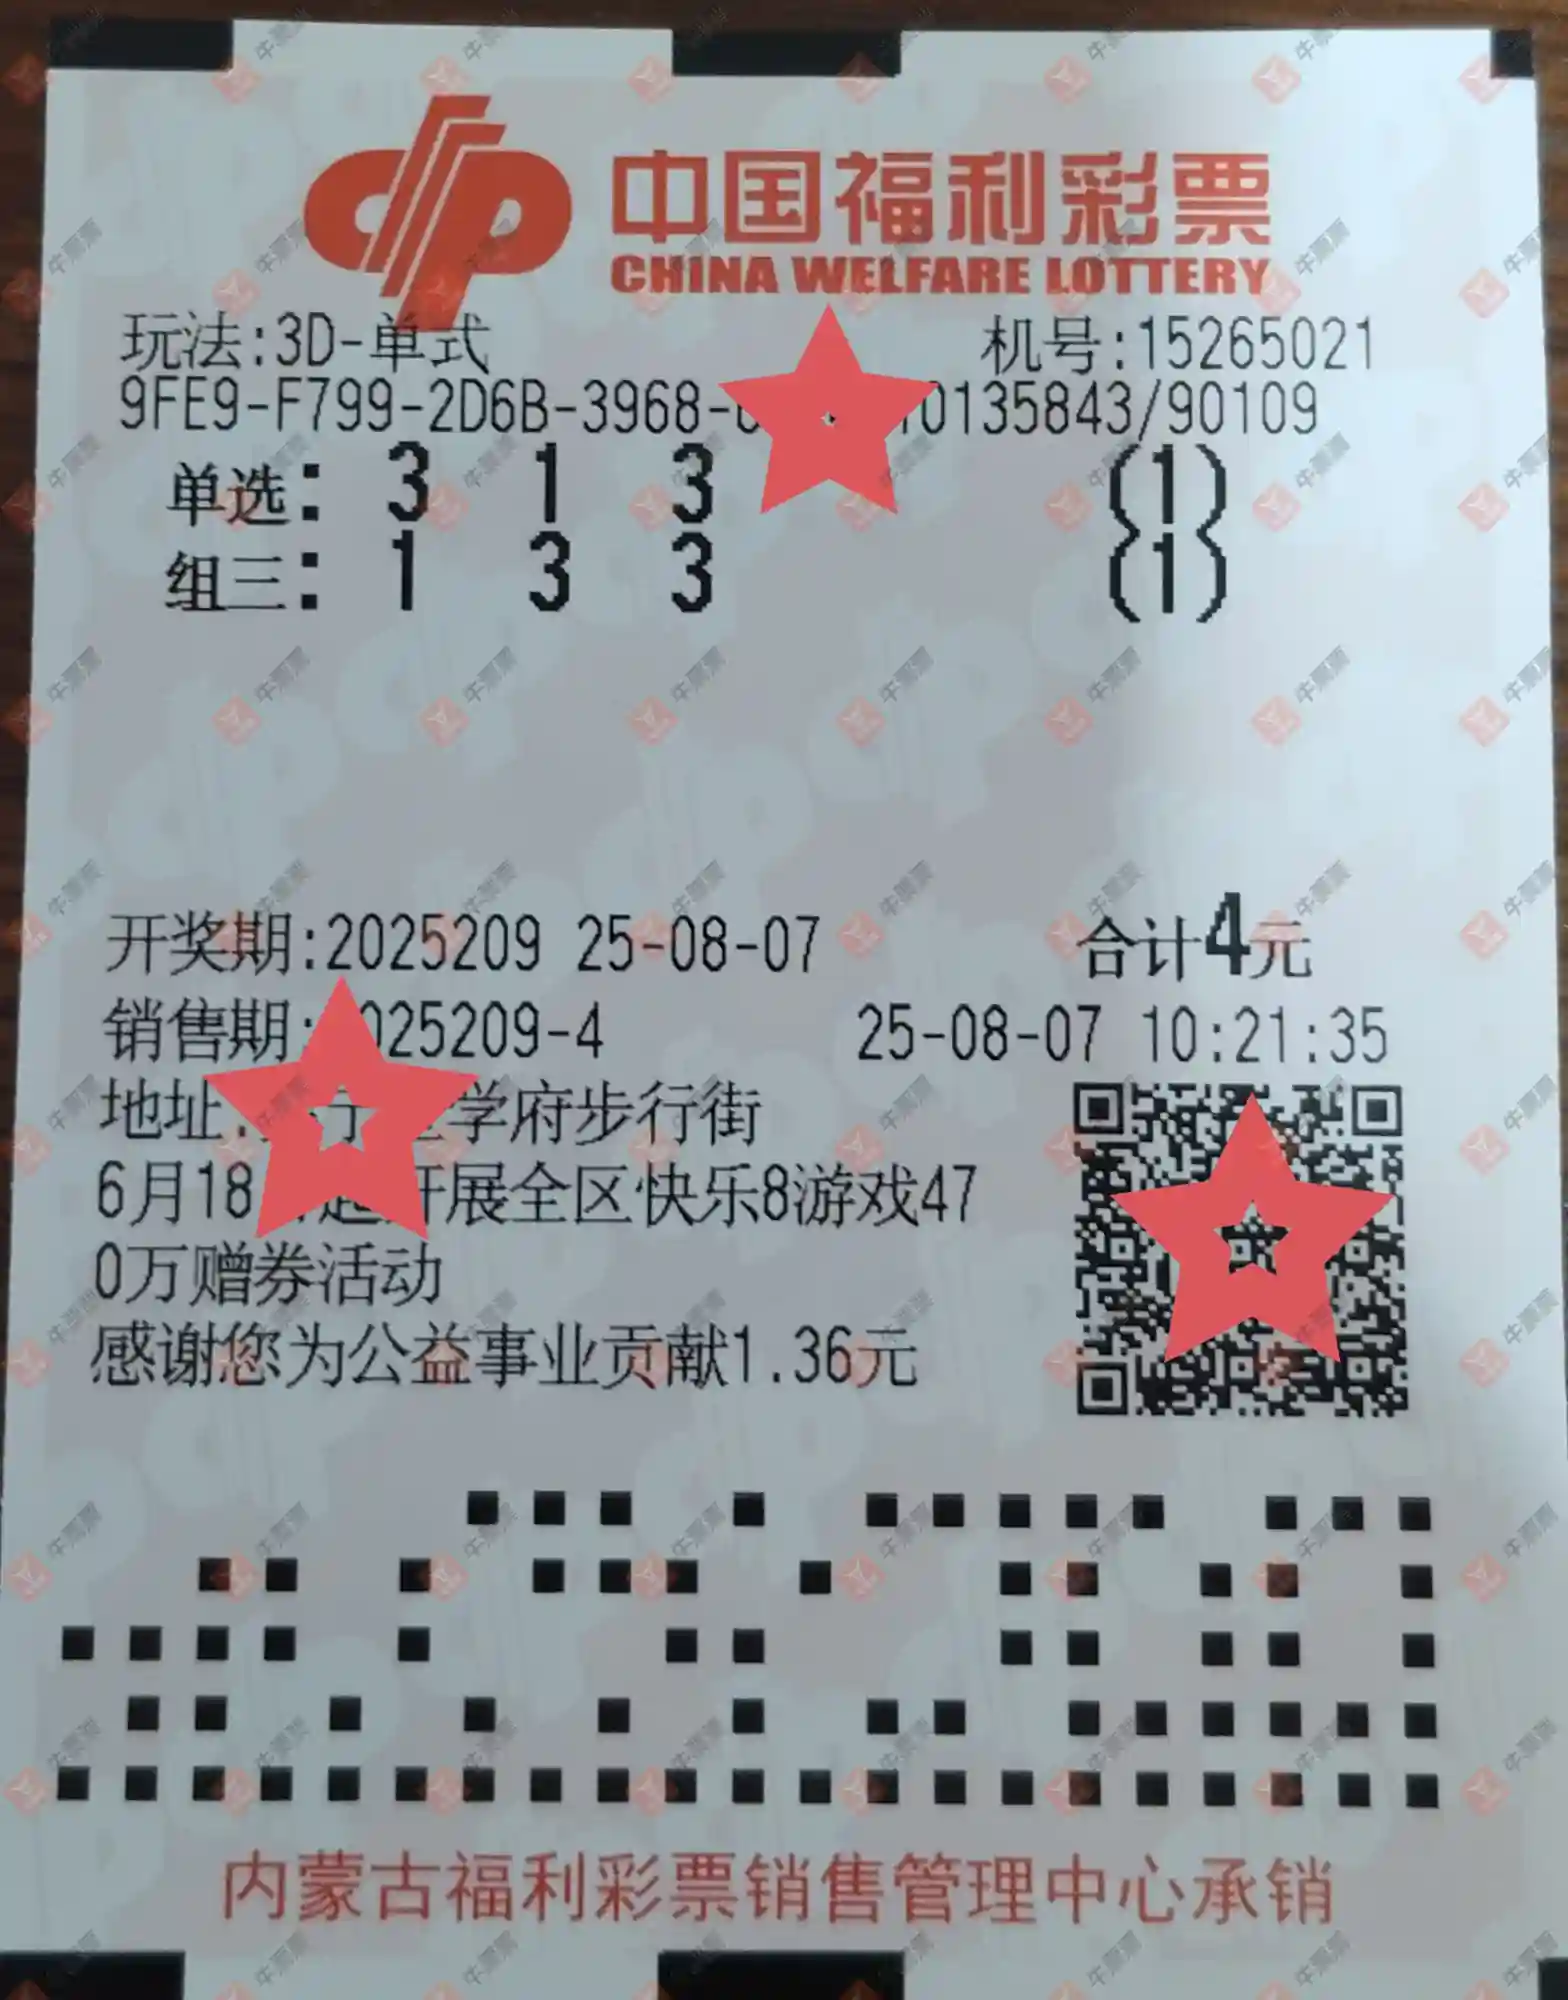 中国福利彩票
CHINA WELFARE LOTTERY
玩法:3D-单式 机号:15265021
9FE9-F799-2D6B-3968- 0135843/90109
单选: 3 1 3 (1)
组三: 1 3 3 (1)
开奖期:2025209 25-08-07 合计4元
销售期: 025209-4 25-08-07 10:21:35
地址: 学府步行街
6月18 开展全区快乐8游戏47
0万赠券活动
感谢您为公益事业贡献1.36元
内蒙古福利彩票销售管理中心承销
牛票票